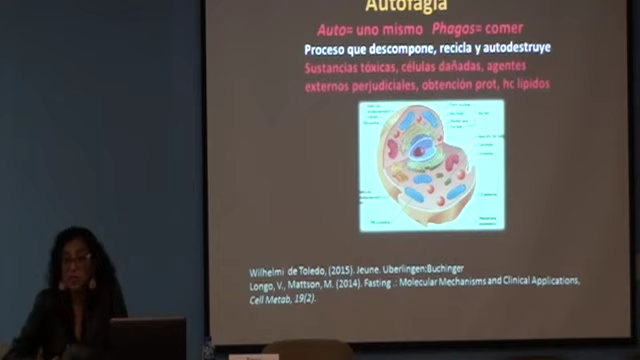 Autofagia
Auto= uno mismo Phagos= comer
Proceso que descompone, recicla y autodestruye
Sustancias tóxicas, células dañadas, agentes
externos perjudiciales, obtención prot, hc lípidos
Wilhelmi de Toledo, (2015). Jeune. Uberlingen:Buchinger
Longo, V., Mattson, M. (2014). Fasting .: Molecular Mechanisms and Clinical Applications,
Cell Metab, 19(2).